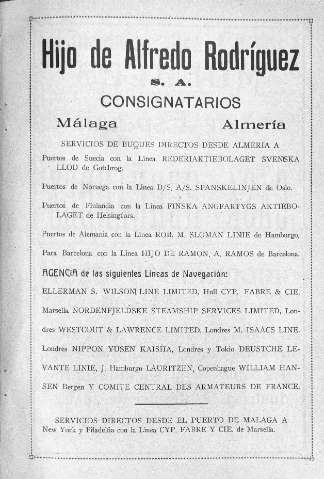 Hijo de Alfredo Rodríguez
S. A.
CONSIGNATARIOS
Málaga Almería
SERVICIOS DE BUQUES DIRECTOS DESDE ALMERIA A
Puertos de Suecia con la Línea REDERIAKTIEBOLAGET SVENSKA
LLOD de Gottbrog.
Puertos de Noruega con la Línea D/S, A/S. SPANSKELINJEN de Oslo.
Puertos de Finlandia con la Línea FINSKA ANGFARTYGS AKTIEBO-
LAGET de Helsingfors.
Puertos de Alemania con la Línea ROB. M. SLOMAN LINIE de Hamburgo.
Para Barcelona con la Línea HIJO DE RAMON, A. RAMOS de Barcelona.
AGENCIA de las siguientes Líneas de Navegación:
ELLERMAN S. WILSON LINE LIMITED, Hull CYP. FABRE & CIE.
Marsella NORDENFJELDSKE STEAMSHIP SERVICES LIMITED, Lon-
dres WESTCOUT & LAWRENCE LIMITED. Londres M. ISAACS LINE.
Londres NIPPON YUSEN KAISHA, Londres y Tokio DEUSTCHE LE-
VANTE LINIE, J. Hamburgo LAURITZEN, Copenhague WILLIAM HAN-
SEN Bergen Y COMITE CENTRAL DES ARMATEURS DE FRANCE.
SERVICIOS DIRECTOS DESDE EL PUERTO DE MALAGA A
New York y Filadelfia con la Línea CYP. FABRE Y CIE. de Marsella.